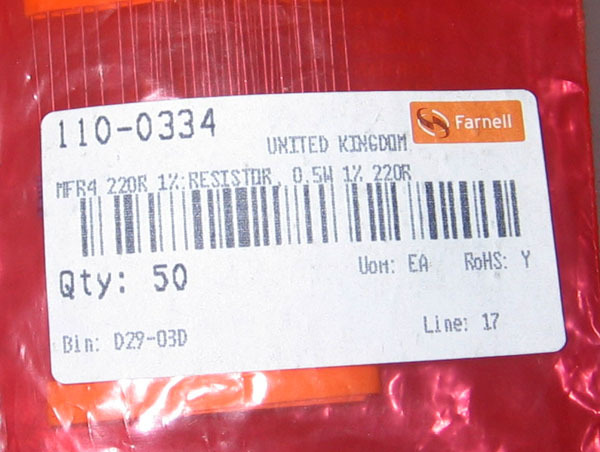 110-0334
Farnell
UNITED KINGDOM
MFR4 220R 1%:RESISTOR, 0.5W 1% 220R
Qty: 50
Uom: EA RoHS: Y
Bin: D29-03D
Line: 17